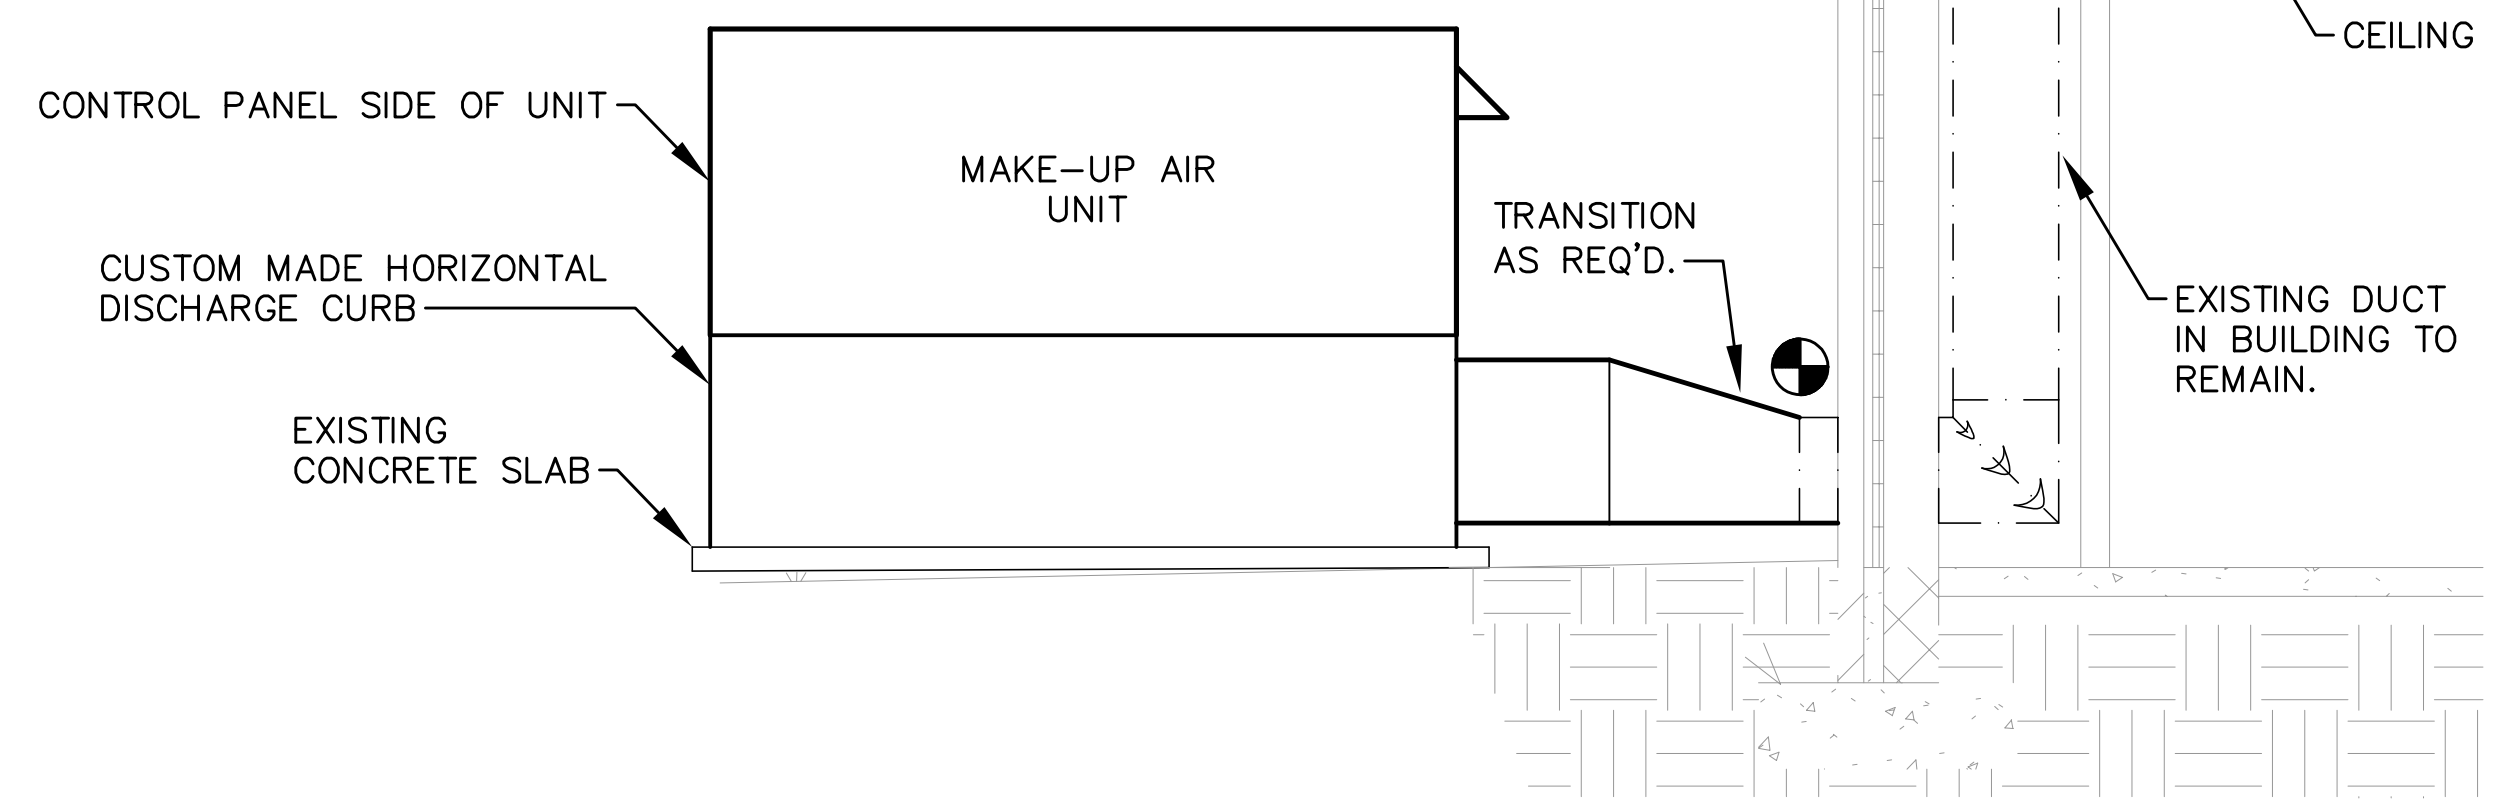 CEILING
CONTROL PANEL SIDE OF UNIT
MAKE-UP AIR
UNIT
TRANSITION
AS REQ'D.
CUSTOM MADE HORIZONTAL
DISCHARGE CURB
EXISTING DUCT
IN BUILDING TO
REMAIN.
EXISTING
CONCRETE SLAB